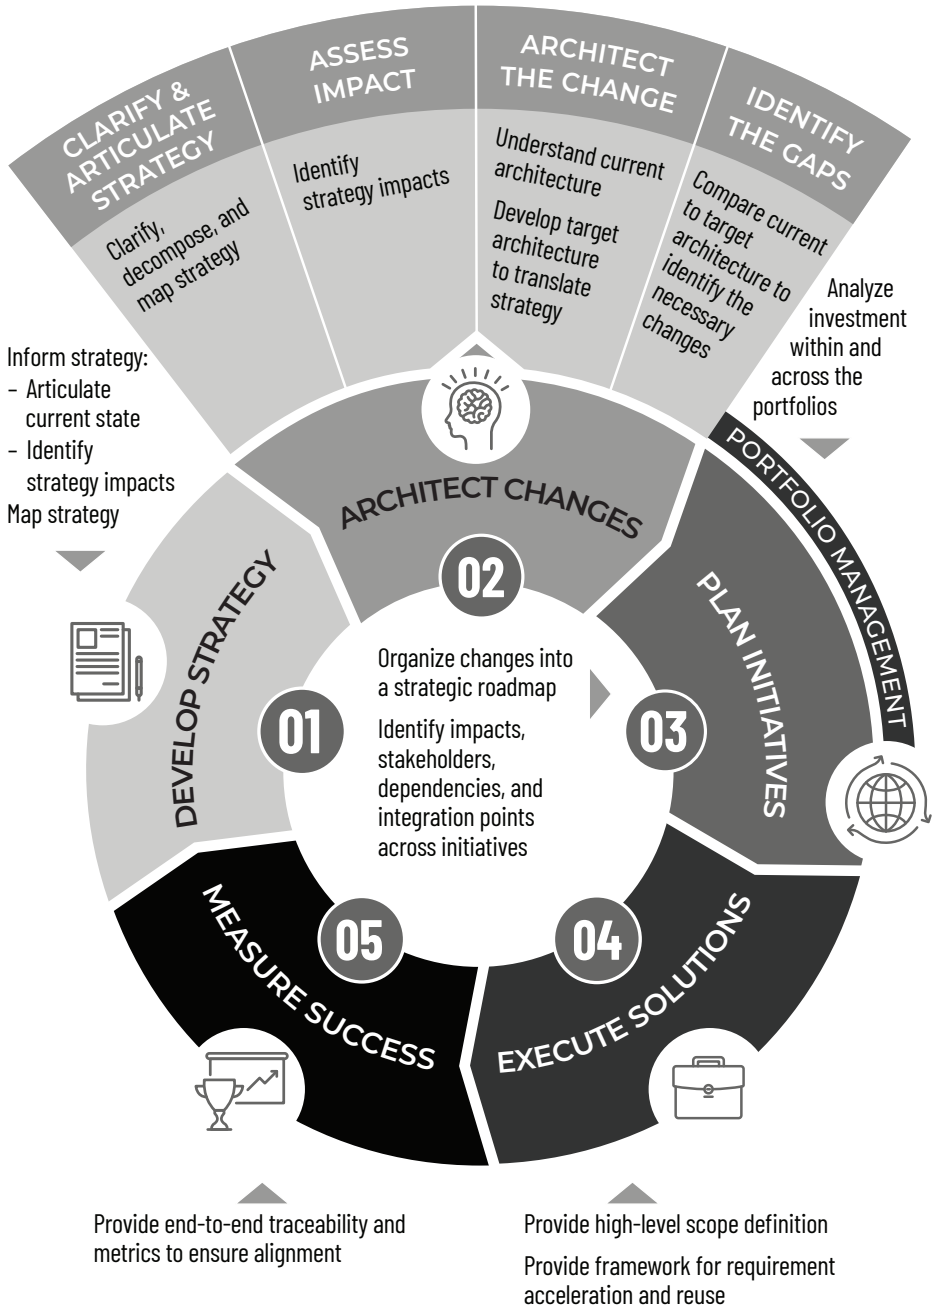 CLARIFY &
ARTICULATE
STRATEGY
Clarify,
decompose, and
map strategy
ASSESS
IMPACT
Identify
strategy impacts
ARCHITECT
THE CHANGE
Understand current
architecture
Develop target
architecture
to translate
strategy
IDENTIFY
THE GAPS
Compare current
to target
architecture to
identify the
necessary
changes
Inform strategy:
– Articulate
current state
– Identify
strategy impacts
Map strategy
Analyze
investment
within and
across the
portfolios
PORTFOLIO MANAGEMENT
DEVELOP STRATEGY
01
ARCHITECT CHANGES
02
PLAN INITIATIVES
03
Organize changes into
a strategic roadmap
Identify impacts,
stakeholders,
dependencies, and
integration points
across initiatives
EXECUTE SOLUTIONS
04
MEASURE SUCCESS
05
Provide end-to-end traceability and
metrics to ensure alignment
Provide high-level scope definition
Provide framework for requirement
acceleration and reuse